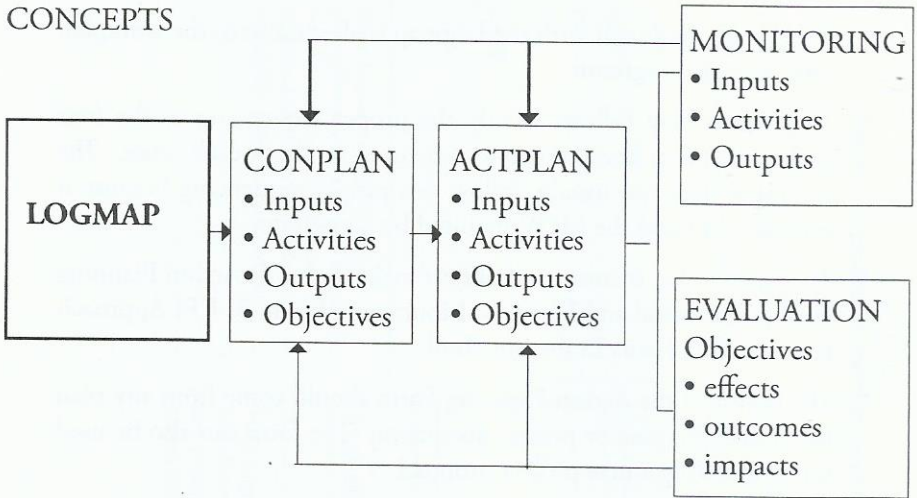 CONCEPTS
LOGMAP
CONPLAN
• Inputs
• Activities
• Outputs
• Objectives
ACTPLAN
• Inputs
• Activities
• Outputs
• Objectives
MONITORING
• Inputs
• Activities
• Outputs
EVALUATION
Objectives
• effects
• outcomes
• impacts